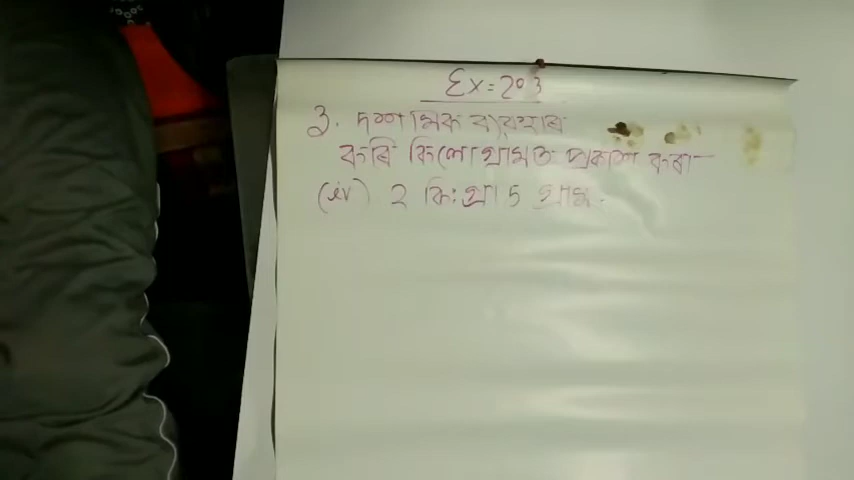 Ex = 2.3
3. দশমিক ব্যৱহাৰ
কৰি কিলোগ্ৰামত প্ৰকাশ কৰা—
(iv) 2 কি:গ্ৰা 5 গ্ৰাম.